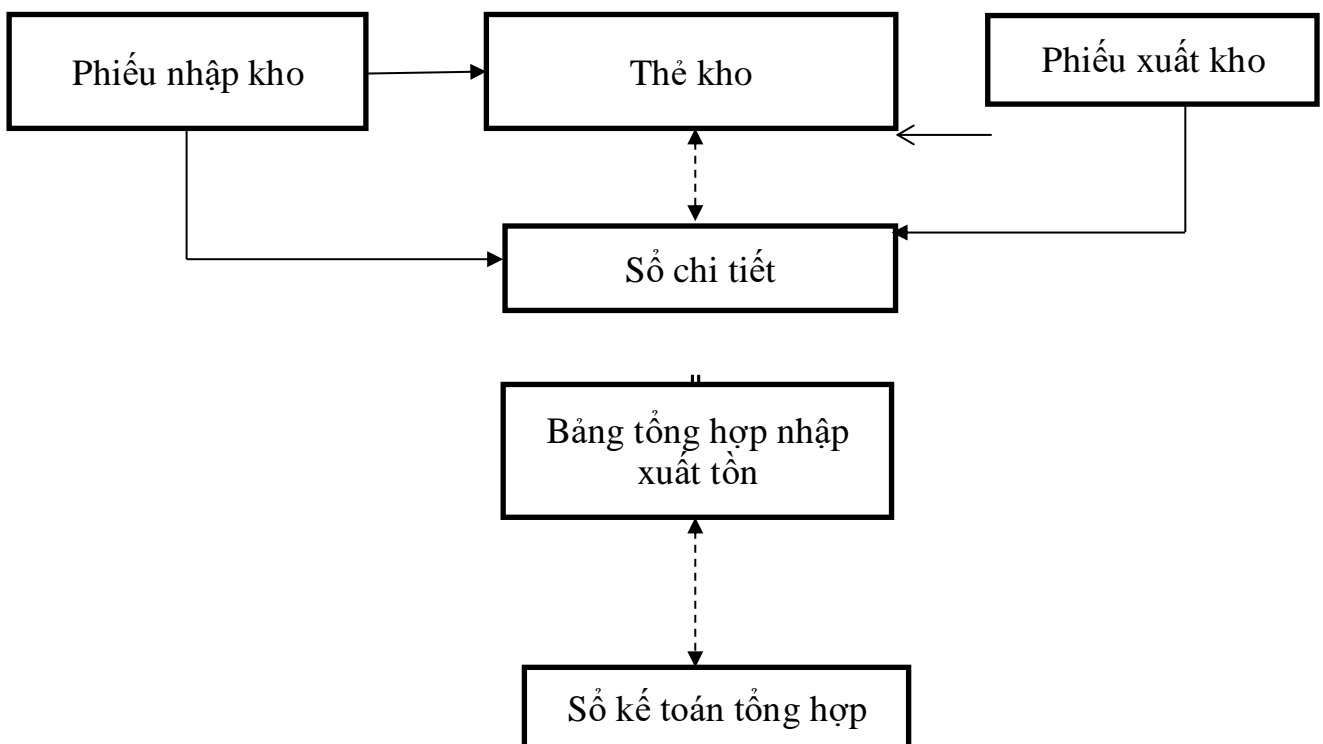 Phiếu nhập kho
Thẻ kho
Phiếu xuất kho
Sổ chi tiết
Bảng tổng hợp nhập
xuất tồn
Sổ kế toán tổng hợp